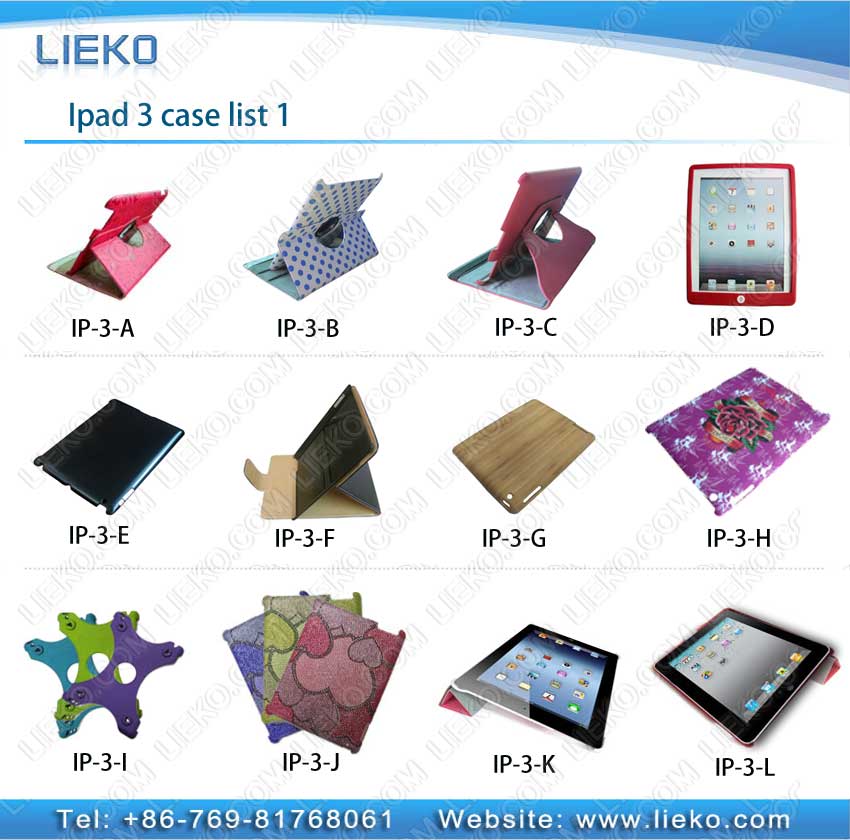 LIEKO
Ipad 3 case list 1
IP-3-A
IP-3-B
IP-3-C
IP-3-D
IP-3-E
IP-3-F
IP-3-G
IP-3-H
IP-3-I
IP-3-J
IP-3-K
IP-3-L
Tel: +86-769-81768061 Website: www.lieko.com
LIEKO.COM